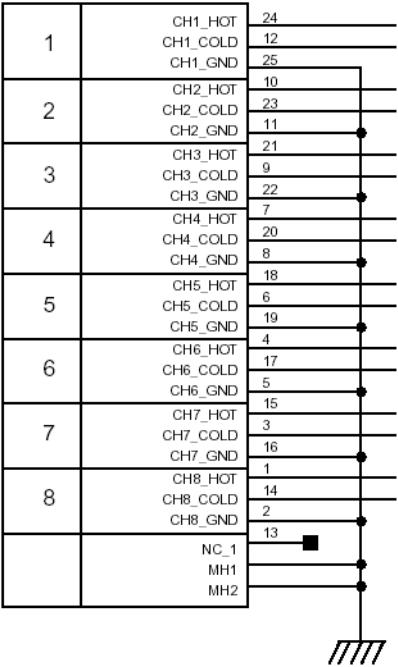 1 CH1_HOT 24
CH1_COLD 12
CH1_GND 25
2 CH2_HOT 10
CH2_COLD 23
CH2_GND 11
3 CH3_HOT 21
CH3_COLD 9
CH3_GND 22
4 CH4_HOT 7
CH4_COLD 20
CH4_GND 8
5 CH5_HOT 18
CH5_COLD 6
CH5_GND 19
6 CH6_HOT 4
CH6_COLD 17
CH6_GND 5
7 CH7_HOT 15
CH7_COLD 3
CH7_GND 16
8 CH8_HOT 1
CH8_COLD 14
CH8_GND 2
NC_1 13
MH1
MH2